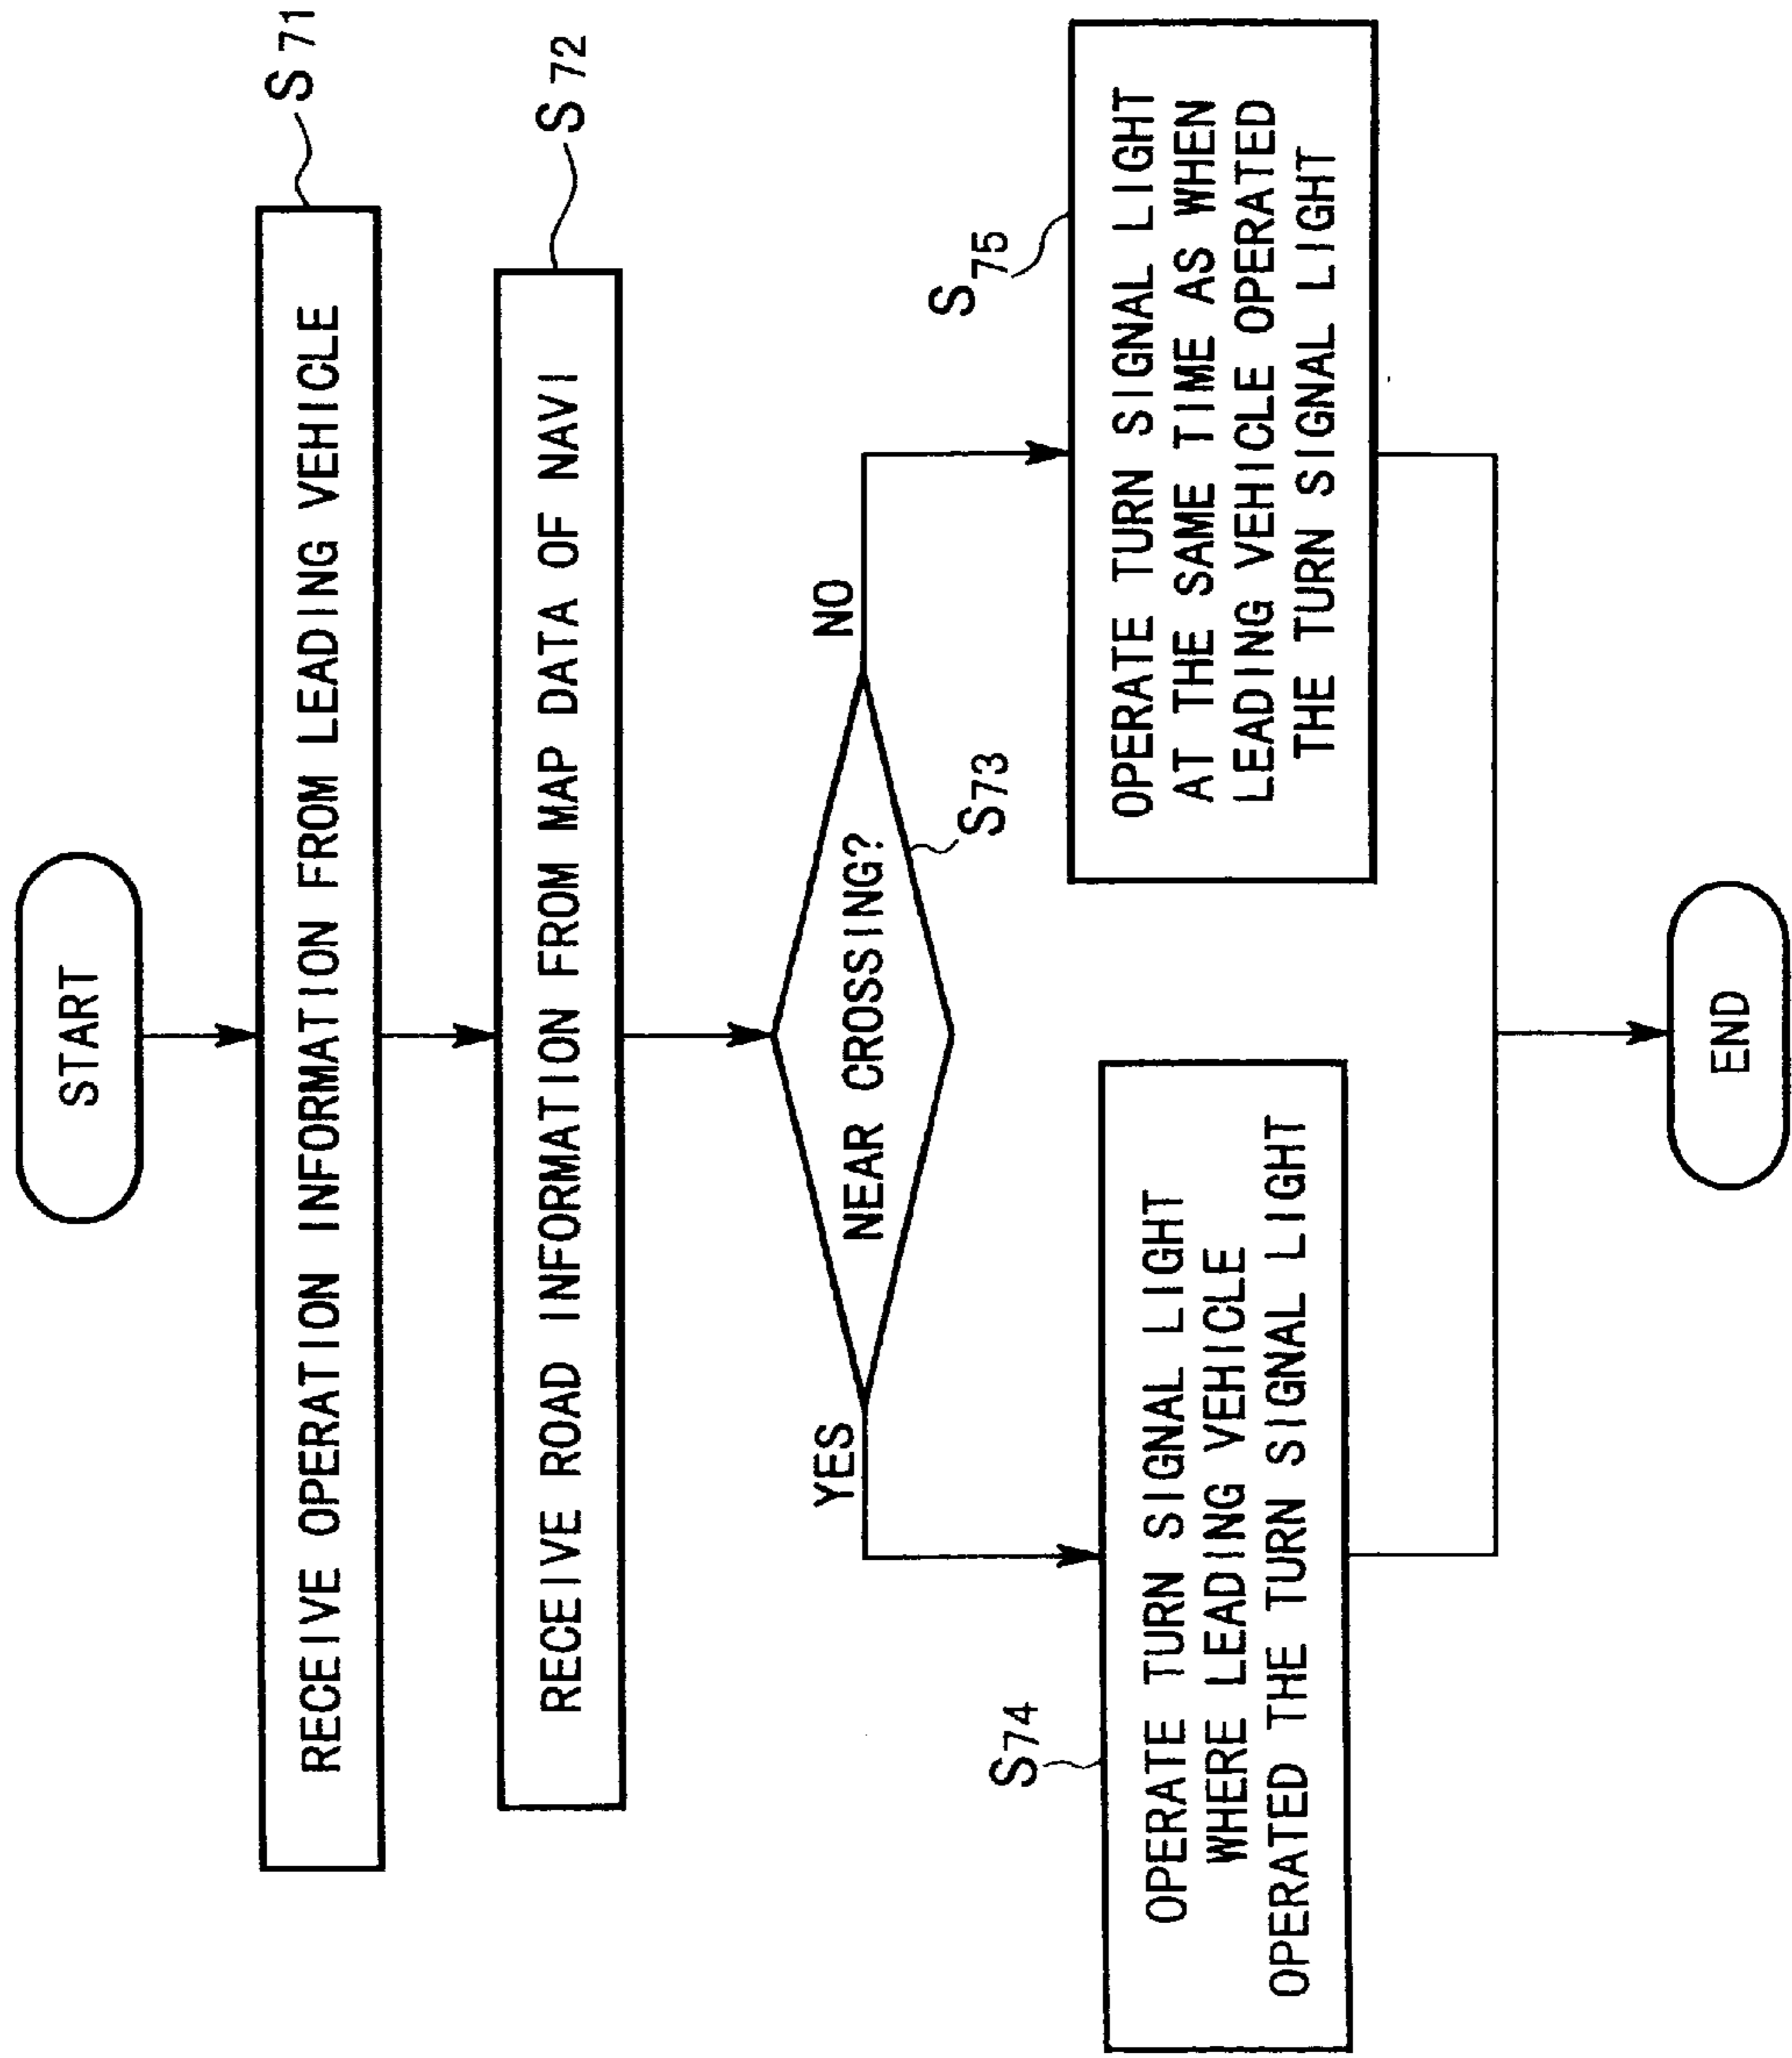 START
S71
RECEIVE OPERATION INFORMATION FROM LEADING VEHICLE
S72
RECEIVE ROAD INFORMATION FROM MAP DATA OF NAVI
YES
NEAR CROSSING?
NO
S73
S74
OPERATE TURN SIGNAL LIGHT
WHERE LEADING VEHICLE
OPERATED THE TURN SIGNAL LIGHT
S75
OPERATE TURN SIGNAL LIGHT
AT THE SAME TIME AS WHEN
LEADING VEHICLE OPERATED
THE TURN SIGNAL LIGHT
END